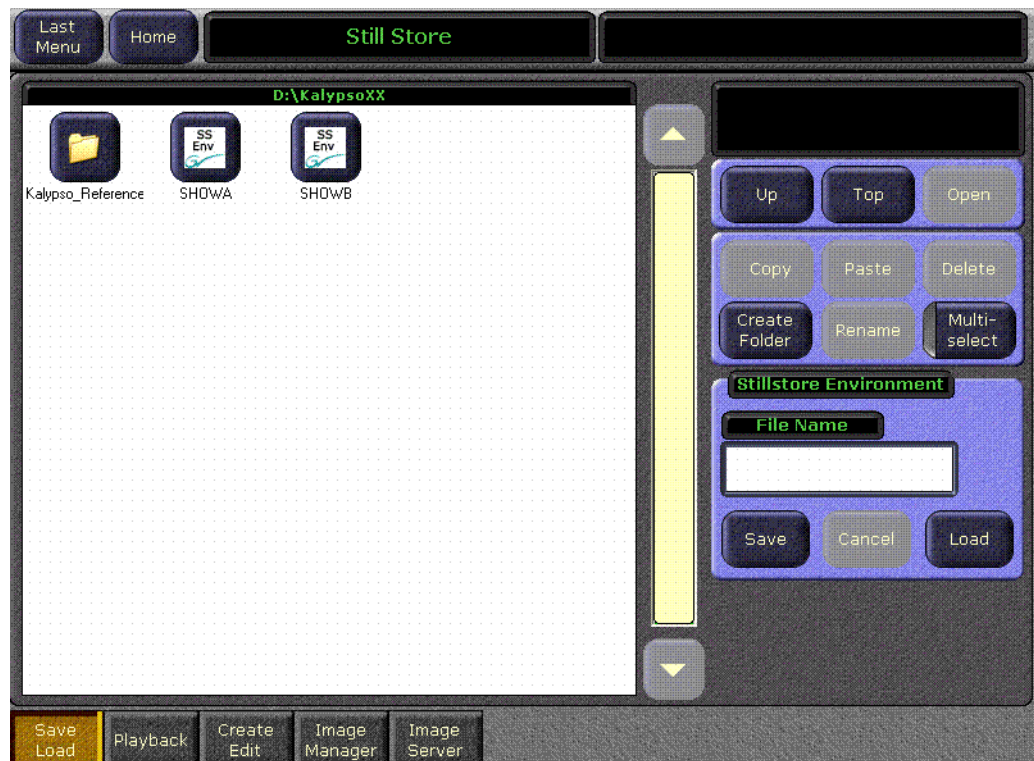 Last
Menu
Home
Still Store
D:\KalypsoXX
SS
Env
SS
Env
Kalypso_Reference
SHOWA
SHOWB
Up
Top
Open
Copy
Paste
Delete
Create
Folder
Rename
Multi-
select
Stillstore Environment
File Name
Save
Cancel
Load
Save
Load
Playback
Create
Edit
Image
Manager
Image
Server